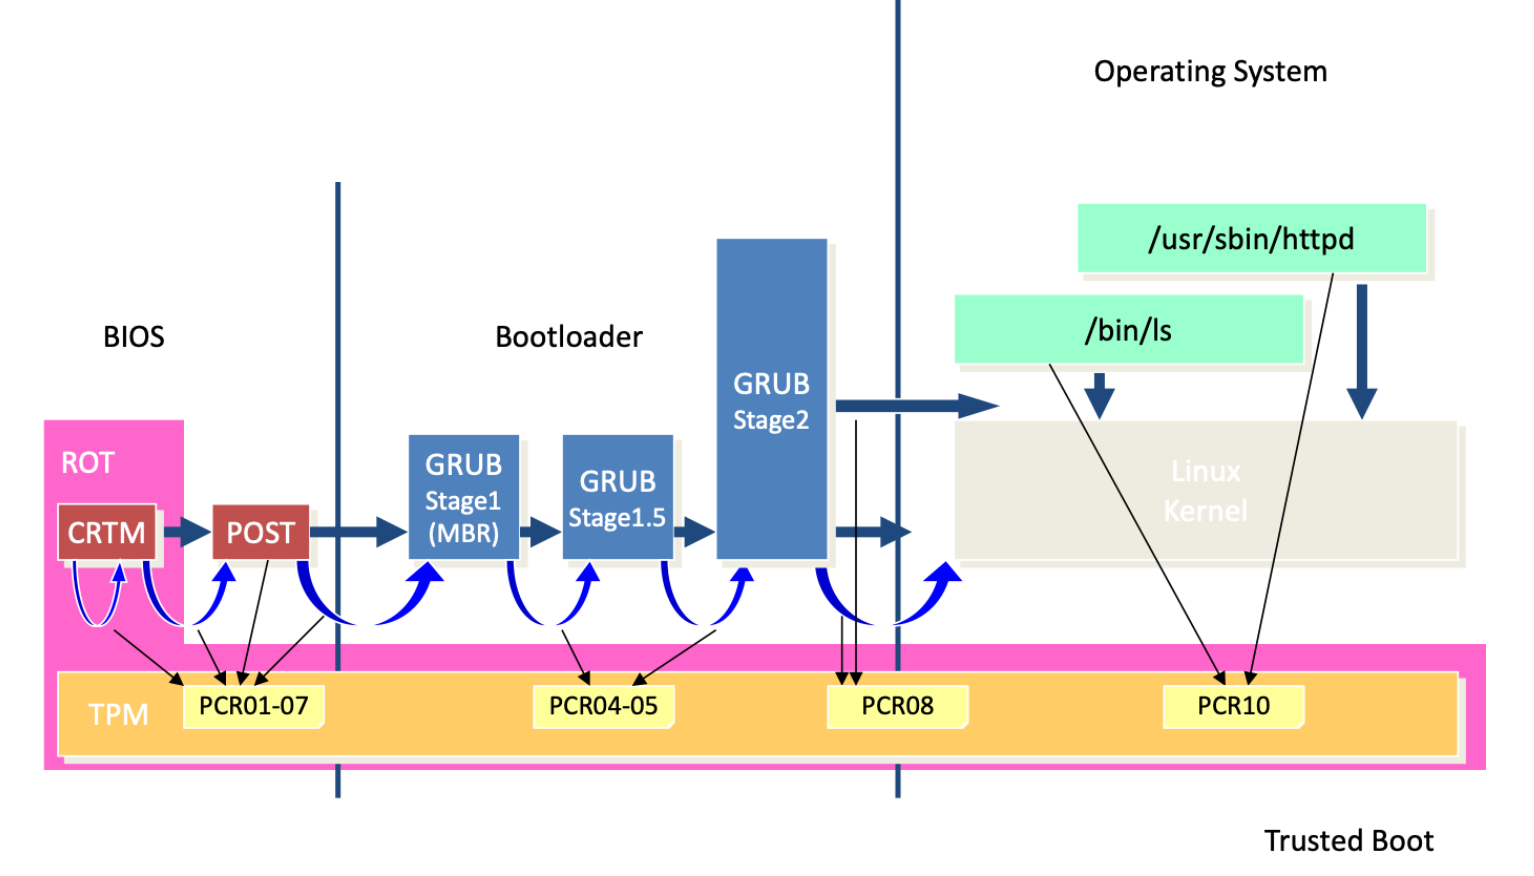 Operating System
/usr/sbin/httpd
/bin/ls
BIOS
Bootloader
GRUB
Stage2
Linux
Kernel
ROT
CRTM
POST
GRUB
Stage1
(MBR)
GRUB
Stage1.5
TPM
PCR01-07
PCR04-05
PCR08
PCR10
Trusted Boot